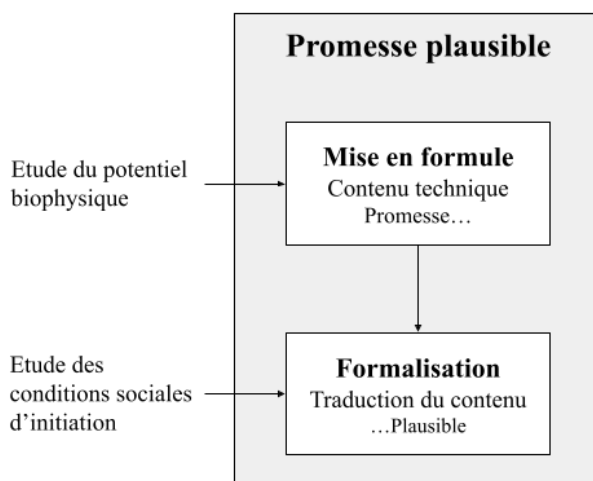 Promesse plausible
Etude du potentiel
biophysique
Mise en formule
Contenu technique
Promesse…
Etude des
conditions sociales
d’initiation
Formalisation
Traduction du contenu
…Plausible